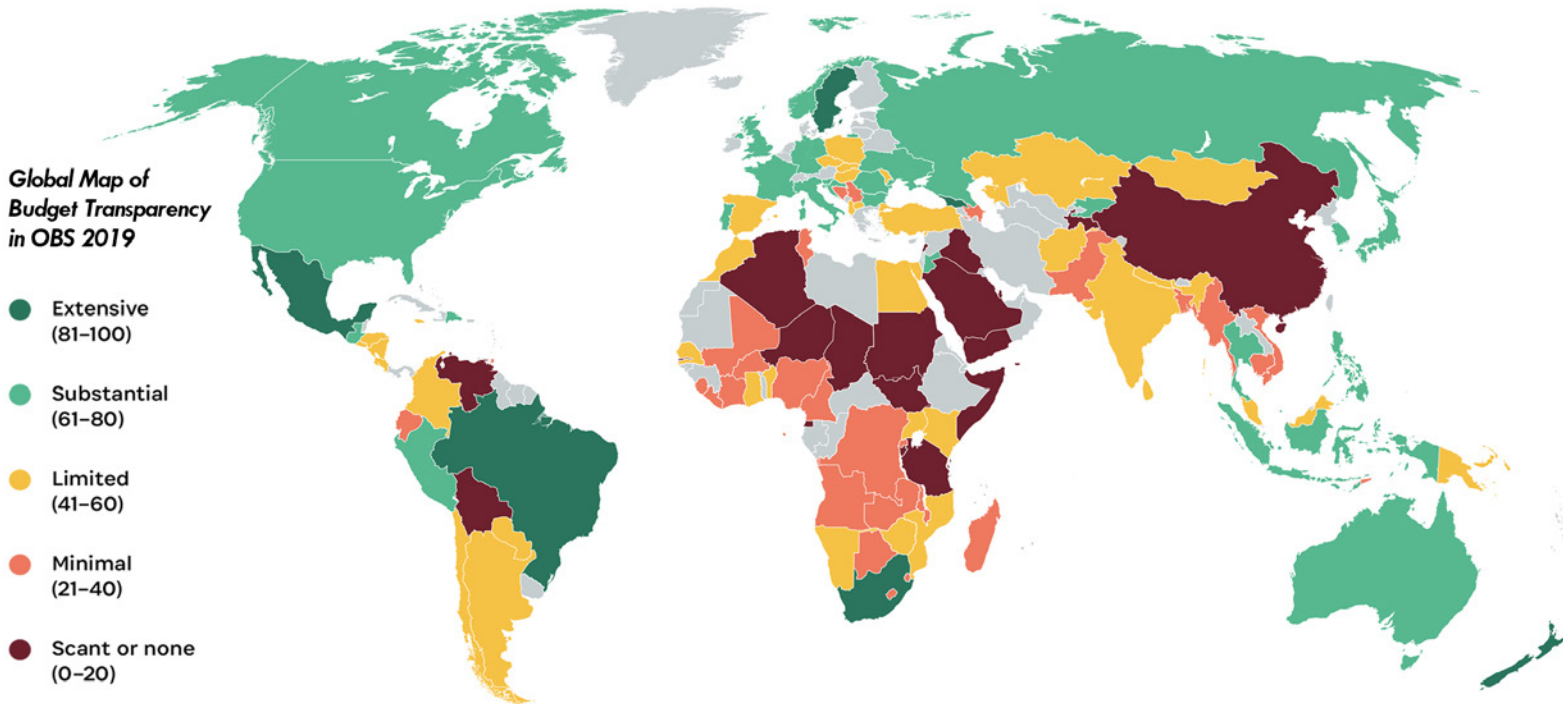 Global Map of
Budget Transparency
in OBS 2019
Extensive
(81–100)
Substantial
(61–80)
Limited
(41–60)
Minimal
(21–40)
Scant or none
(0–20)